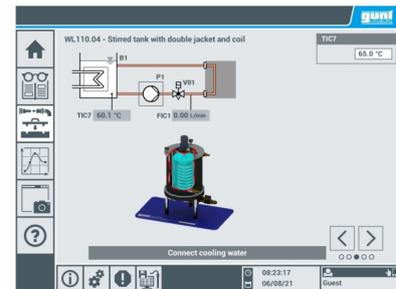 gunt
WL110.04 - Stirred tank with double jacket and coil
TIC7
65.0 °C
B1
P1
V01
TIC7 60.1 °C
FIC1 0.00 L/min
Connect cooling water
08:23:17
06/08/21
Guest